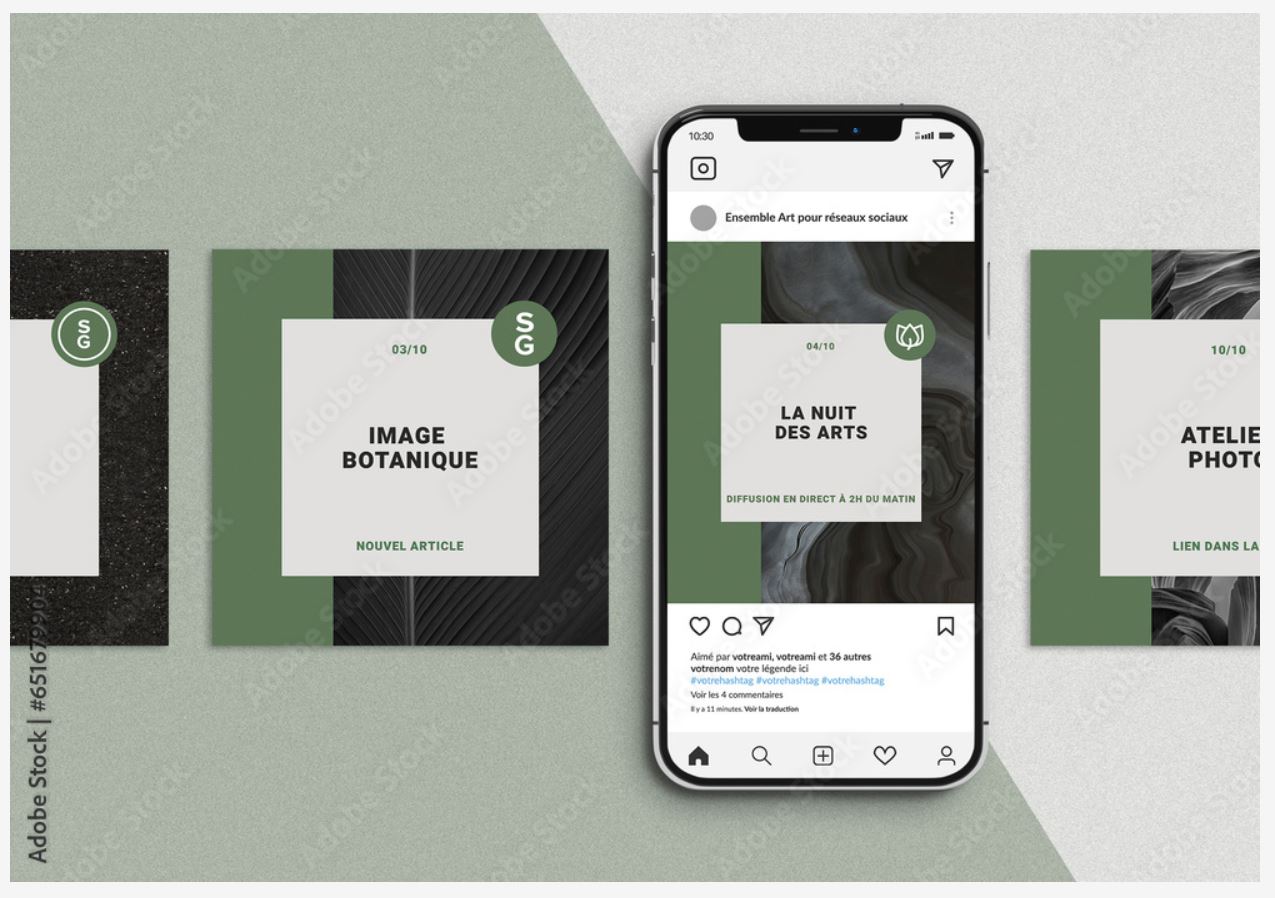 S
G
03/10
S
G
IMAGE
BOTANIQUE
NOUVEL ARTICLE
10:30
Ensemble Art pour réseaux sociaux
04/10
LA NUIT
DES ARTS
DIFFUSION EN DIRECT À 2H DU MATIN
Aimé par votreami, votreami et 36 autres
votrenom votre légende ici
#votrehashtag #votrehashtag #votrehashtag
Voir les 4 commentaires
Il y a 11 minutes. Voir la traduction
10/10
ATELIE
PHOTO
LIEN DANS LA
Adobe Stock | #651679904
Adobe Stock